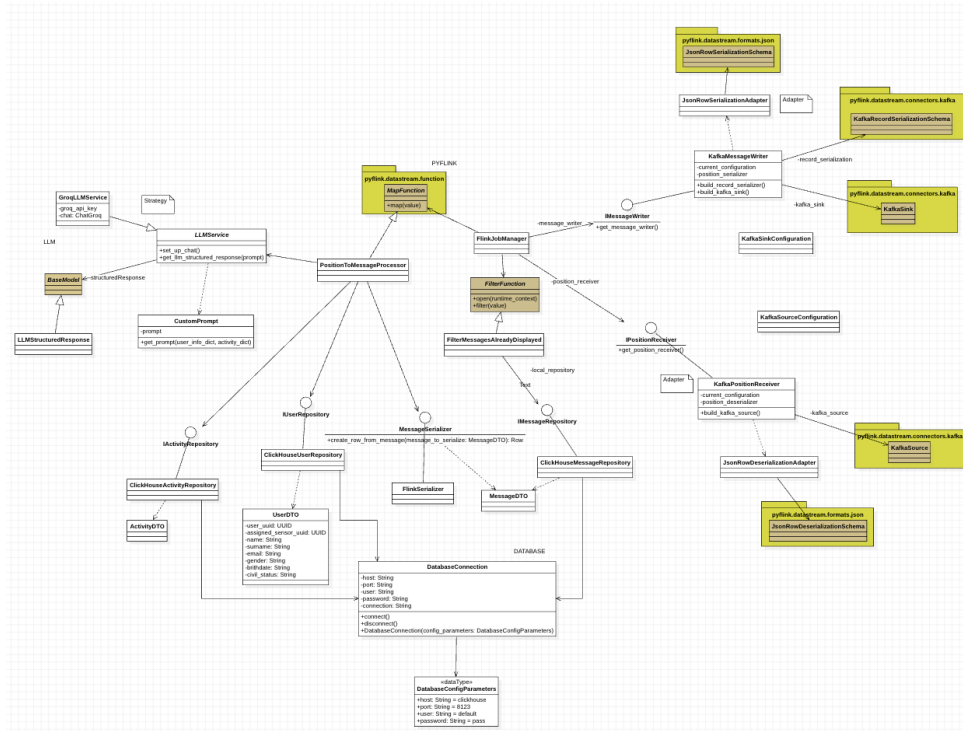 pyflink.datastream.formats.json
JsonRowSerializationSchema
JsonRowSerializationAdapter
Adapter
pyflink.datastream.connectors.kafka
KafkaRecordSerializationSchema
KafkaMessageWriter
-current_configuration
-position_serializer
+build_record_serializer()
+build_kafka_sink()
-record_serialization
PYFLINK
pyflink.datastream.function
MapFunction
+map(value)
pyflink.datastream.connectors.kafka
KafkaSink
-kafka_sink
GroqLLMService
-groq_api_key
-chat: ChatGroq
Strategy
IMessageWriter
+get_message_writer()
-message_writer
LLM
LLMService
+set_up_chat()
+get_llm_structured_response(prompt)
FlinkJobManager
KafkaSinkConfiguration
PositionToMessageProcessor
BaseModel
-structuredResponse
FilterFunction
+open(runtime_context)
+filter(value)
-position_receiver
CustomPrompt
-prompt
+get_prompt(user_info_dict, activity_dict)
KafkaSourceConfiguration
LLMStructuredResponse
FilterMessagesAlreadyDisplayed
IPositionReceiver
+get_position_receiver()
-local_repository
Text
Adapter
KafkaPositionReceiver
-current_configuration
-position_deserializer
+build_kafka_source()
-kafka_source
IUserRepository
IMessageRepository
MessageSerializer
+create_row_from_message(message_to_serialize: MessageDTO): Row
IActivityRepository
pyflink.datastream.connectors.kafka
KafkaSource
ClickHouseUserRepository
ClickHouseMessageRepository
JsonRowDeserializationAdapter
ClickHouseActivityRepository
FlinkSerializer
MessageDTO
ActivityDTO
UserDTO
-user_uuid: UUID
-assigned_sensor_uuid: UUID
-name: String
-surname: String
-email: String
-gender: String
-brithdate: String
-civil_status: String
pyflink.datastream.formats.json
JsonRowDeserializationSchema
DATABASE
DatabaseConnection
-host: String
-port: String
-user: String
-password: String
-connection: String
+connect()
+disconnect()
+DatabaseConnection(config_parameters: DatabaseConfigParameters)
«dataType»
DatabaseConfigParameters
+host: String = clickhouse
+port: String = 8123
+user: String = default
+password: String = pass